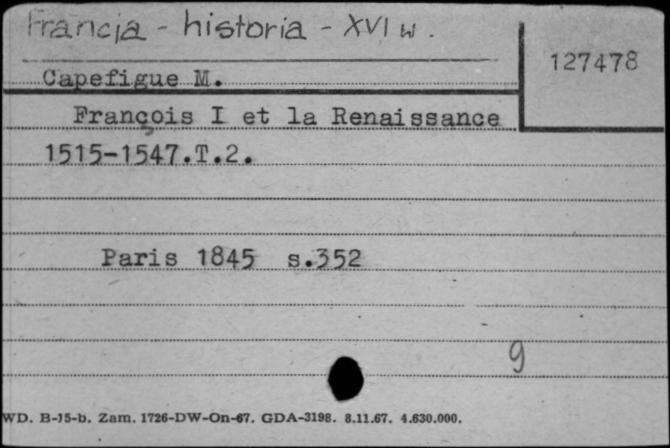 Francja - historia - XVI w.
127478
Capefigue M.
François I et la Renaissance
1515-1547.T.2.
Paris 1845 s.352
9
WD. B-15-b. Zam. 1726-DW-On-67. GDA-3198. 8.11.67. 4.630.000.